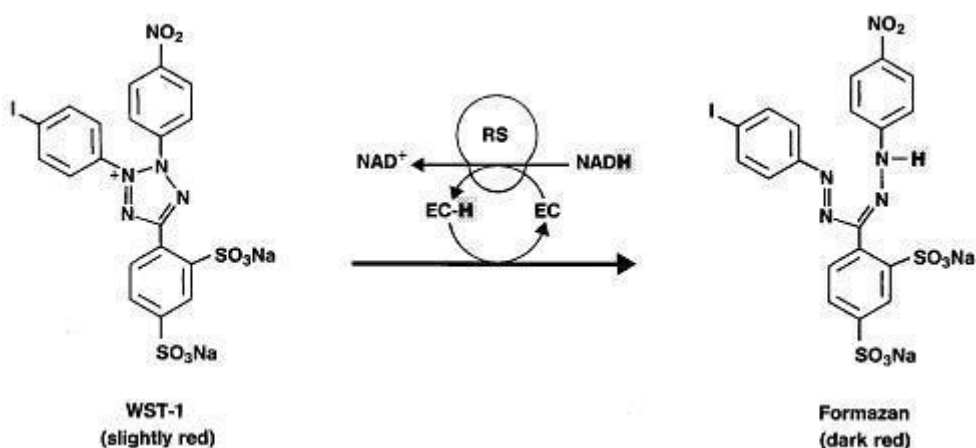 NO₂
I
N
+
N
N
N
SO₃Na
SO₃Na
WST-1
(slightly red)
RS
NAD⁺
NADH
EC-H
EC
NO₂
I
N
H
N
N
N
SO₃Na
SO₃Na
Formazan
(dark red)